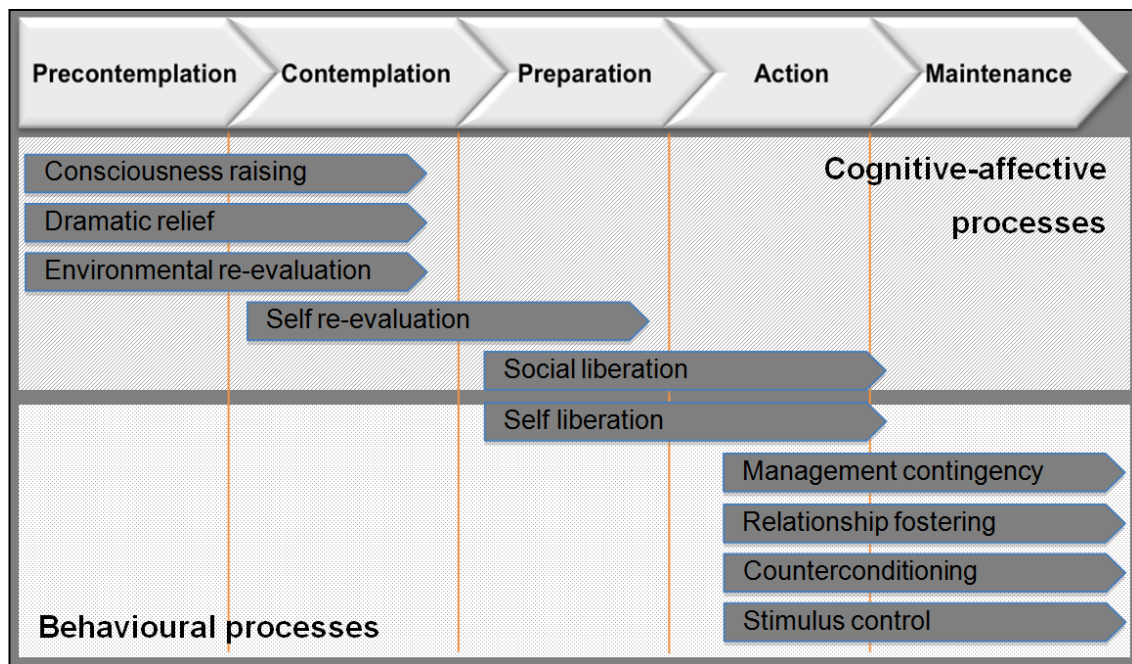 Precontemplation
Contemplation
Preparation
Action
Maintenance
Consciousness raising
Cognitive-affective
processes
Dramatic relief
Environmental re-evaluation
Self re-evaluation
Social liberation
Self liberation
Management contingency
Relationship fostering
Counterconditioning
Stimulus control
Behavioural processes